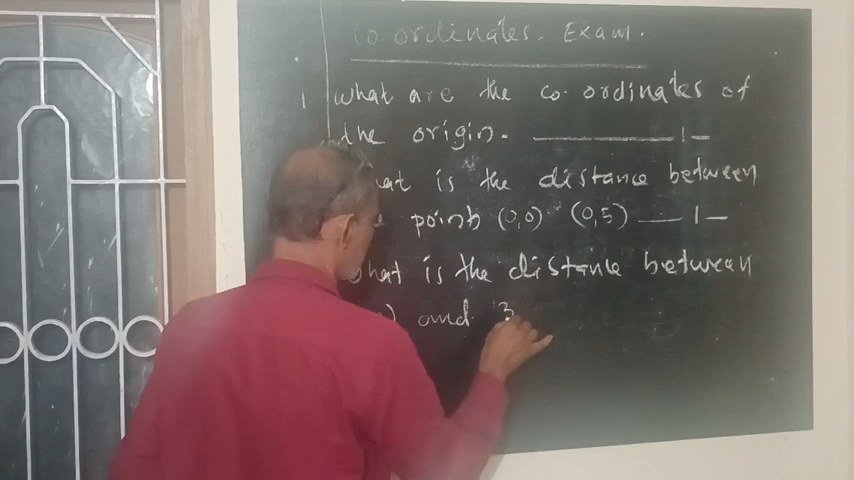 Co-ordinates. Exam.
1 What are the co-ordinates of
the origin. 1
is the distance between
points (0,0) (0,5) 1
What is the distance between
) and 3